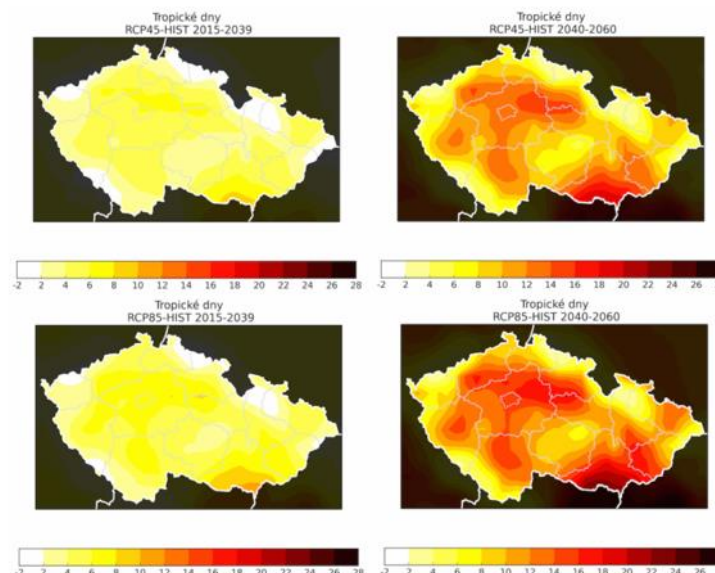 Tropické dny
RCP45-HIST 2015-2039
Tropické dny
RCP45-HIST 2040-2060
-2 2 4 6 8 10 12 14 16 18 20 22 24 26 28
-2 2 4 6 8 10 12 14 16 18 20 22 24 26
Tropické dny
RCP85-HIST 2015-2039
Tropické dny
RCP85-HIST 2040-2060
-2 2 4 6 8 10 12 14 16 18 20 22 24 26 28
-2 2 4 6 8 10 12 14 16 18 20 22 24 26